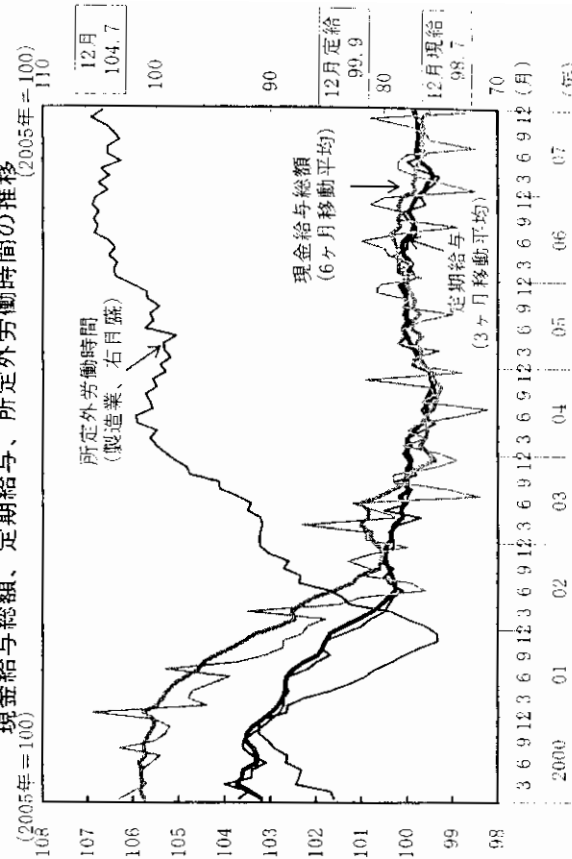 現金給与総額、定期給与、所定外労働時間の推移
(2005年=100)
(2005年=100)
108
107
106
105
104
103
102
101
100
99
98
110
100
90
80
70
12月
104.7
12月定給
99.9
12月現給
98.7
所定外労働時間
(製造業、右目盛)
現金給与総額
(6ヶ月移動平均)
定期給与
(3ヶ月移動平均)
3 6 9 12 3 6 9 12 3 6 9 12 3 6 9 12 3 6 9 12 3 6 9 12 3 6 9 12 3 6 9 12 (月)
2000 01 02 03 04 05 06 07 (年)